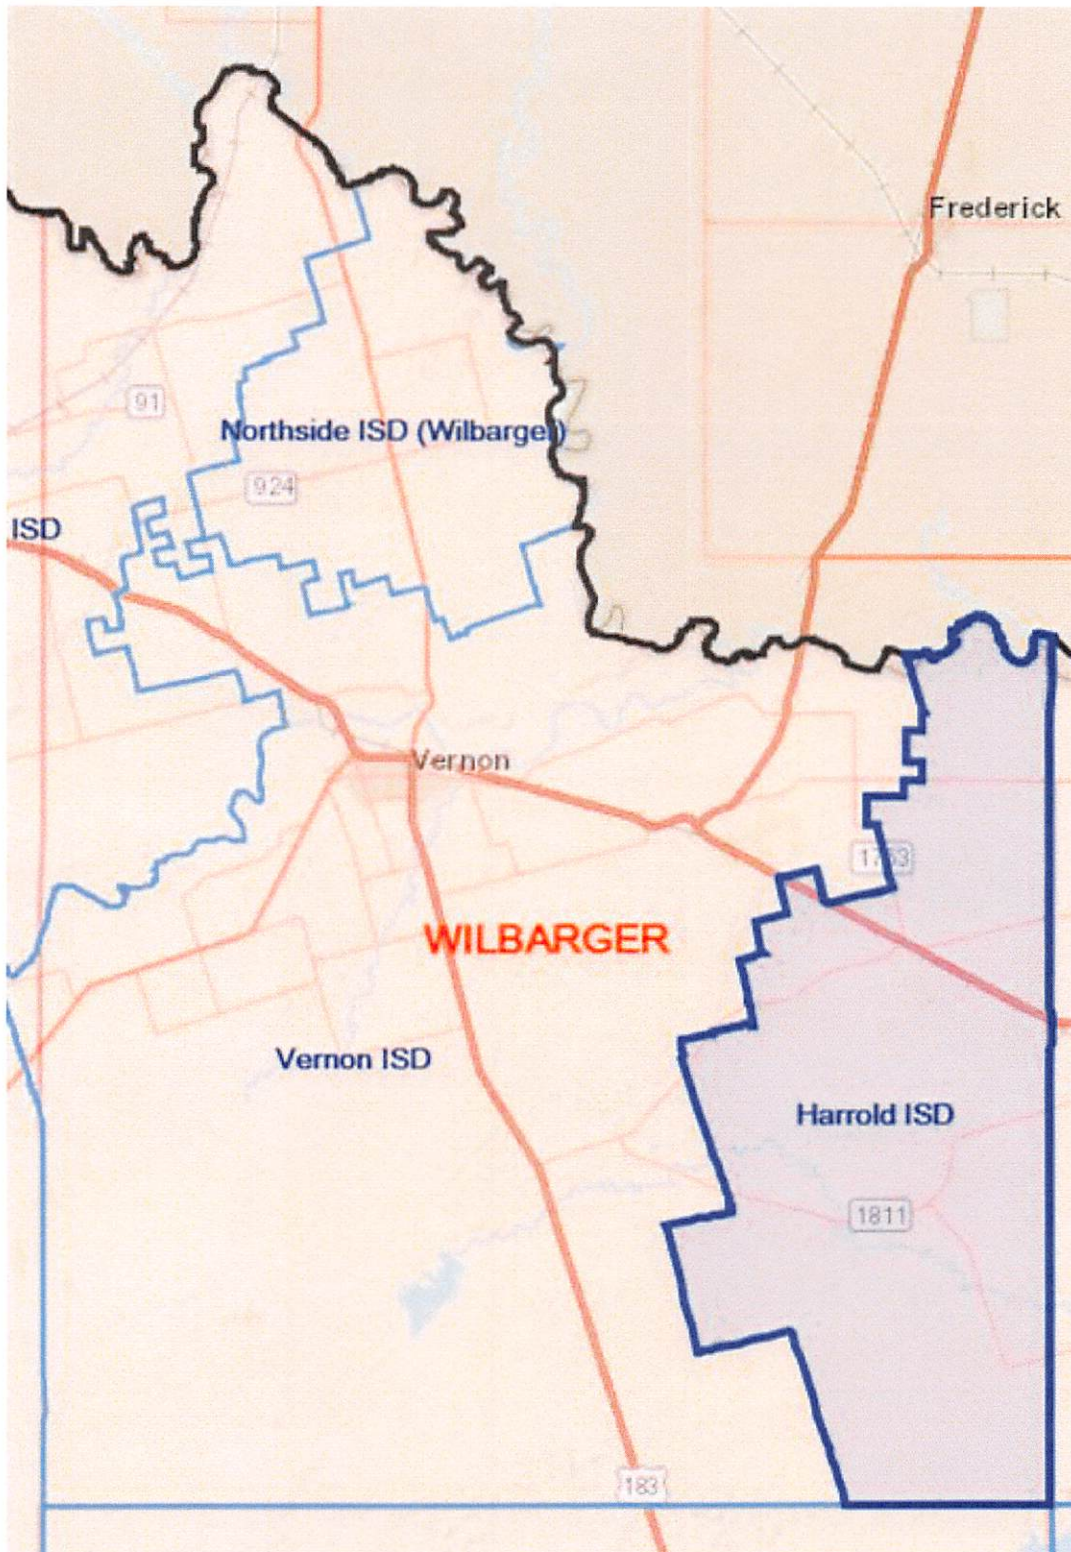 Frederick
91
Northside ISD (Wilbarger)
924
ISD
Vernon
WILBARGER
Vernon ISD
Harrold ISD
1811
183